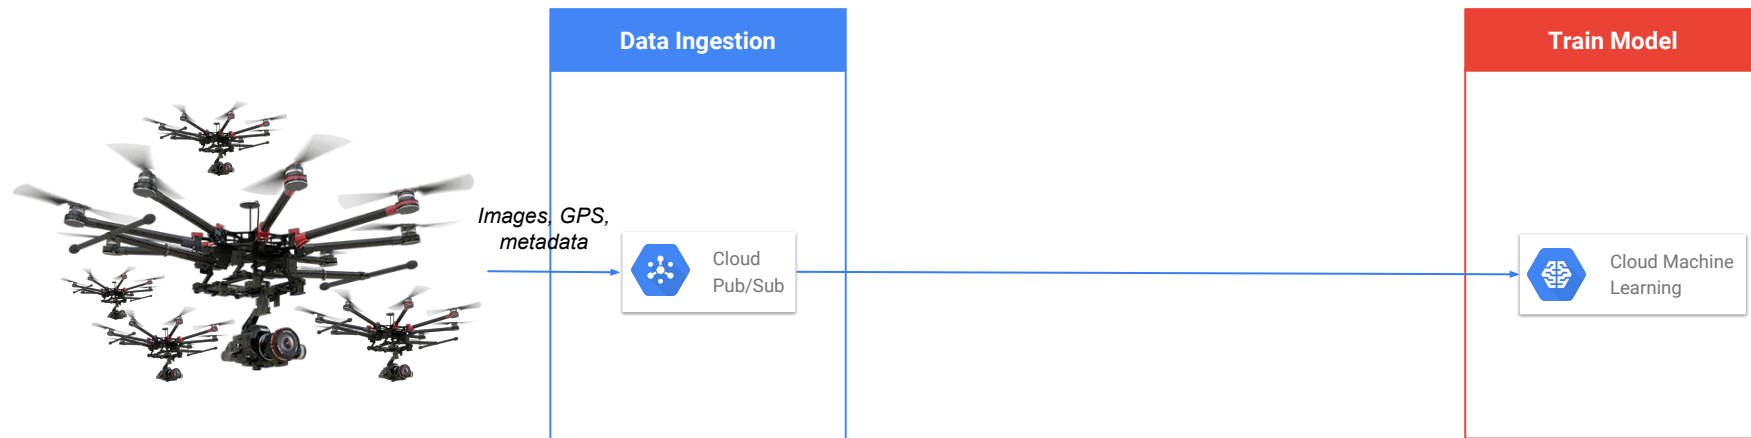 Data Ingestion
Train Model
Images, GPS,
metadata
Cloud
Pub/Sub
Cloud Machine
Learning